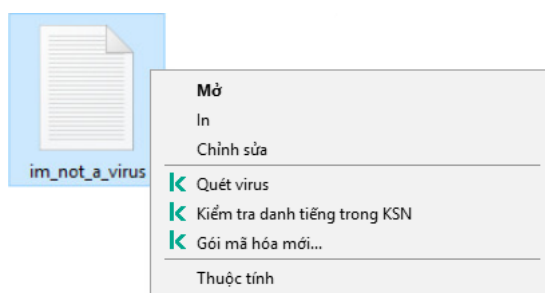 im_not_a_virus
Mở
In
Chỉnh sửa
Quét virus
Kiểm tra danh tiếng trong KSN
Gói mã hóa mới...
Thuộc tính